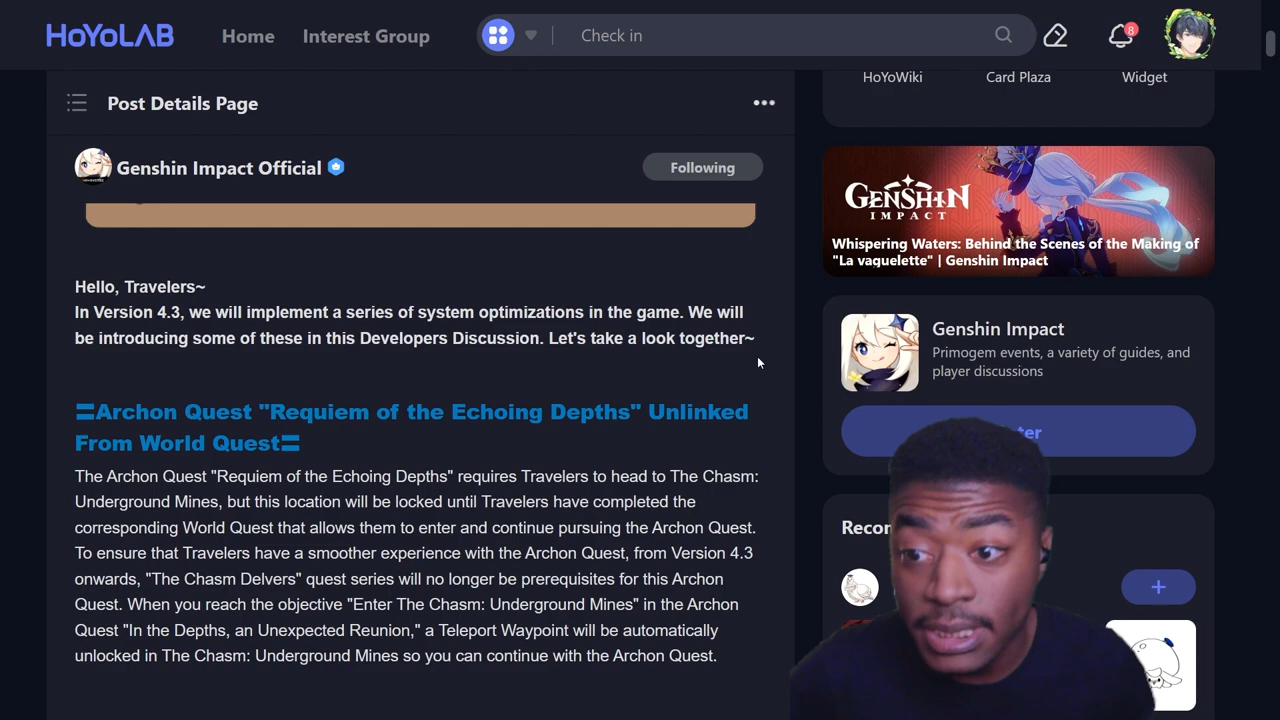 HoYoLAB
Home
Interest Group
Check in
8
HoYoWiki
Card Plaza
Widget
Post Details Page
Genshin Impact Official
Following
GENSHIN
IMPACT
Whispering Waters: Behind the Scenes of the Making of
"La vaguelette" | Genshin Impact
Hello, Travelers~
In Version 4.3, we will implement a series of system optimizations in the game. We will
be introducing some of these in this Developers Discussion. Let's take a look together~
Genshin Impact
Primogem events, a variety of guides, and
player discussions
〓Archon Quest "Requiem of the Echoing Depths" Unlinked
From World Quest〓
The Archon Quest "Requiem of the Echoing Depths" requires Travelers to head to The Chasm:
Underground Mines, but this location will be locked until Travelers have completed the
corresponding World Quest that allows them to enter and continue pursuing the Archon Quest.
To ensure that Travelers have a smoother experience with the Archon Quest, from Version 4.3
onwards, "The Chasm Delvers" quest series will no longer be prerequisites for this Archon
Quest. When you reach the objective "Enter The Chasm: Underground Mines" in the Archon
Quest "In the Depths, an Unexpected Reunion," a Teleport Waypoint will be automatically
unlocked in The Chasm: Underground Mines so you can continue with the Archon Quest.